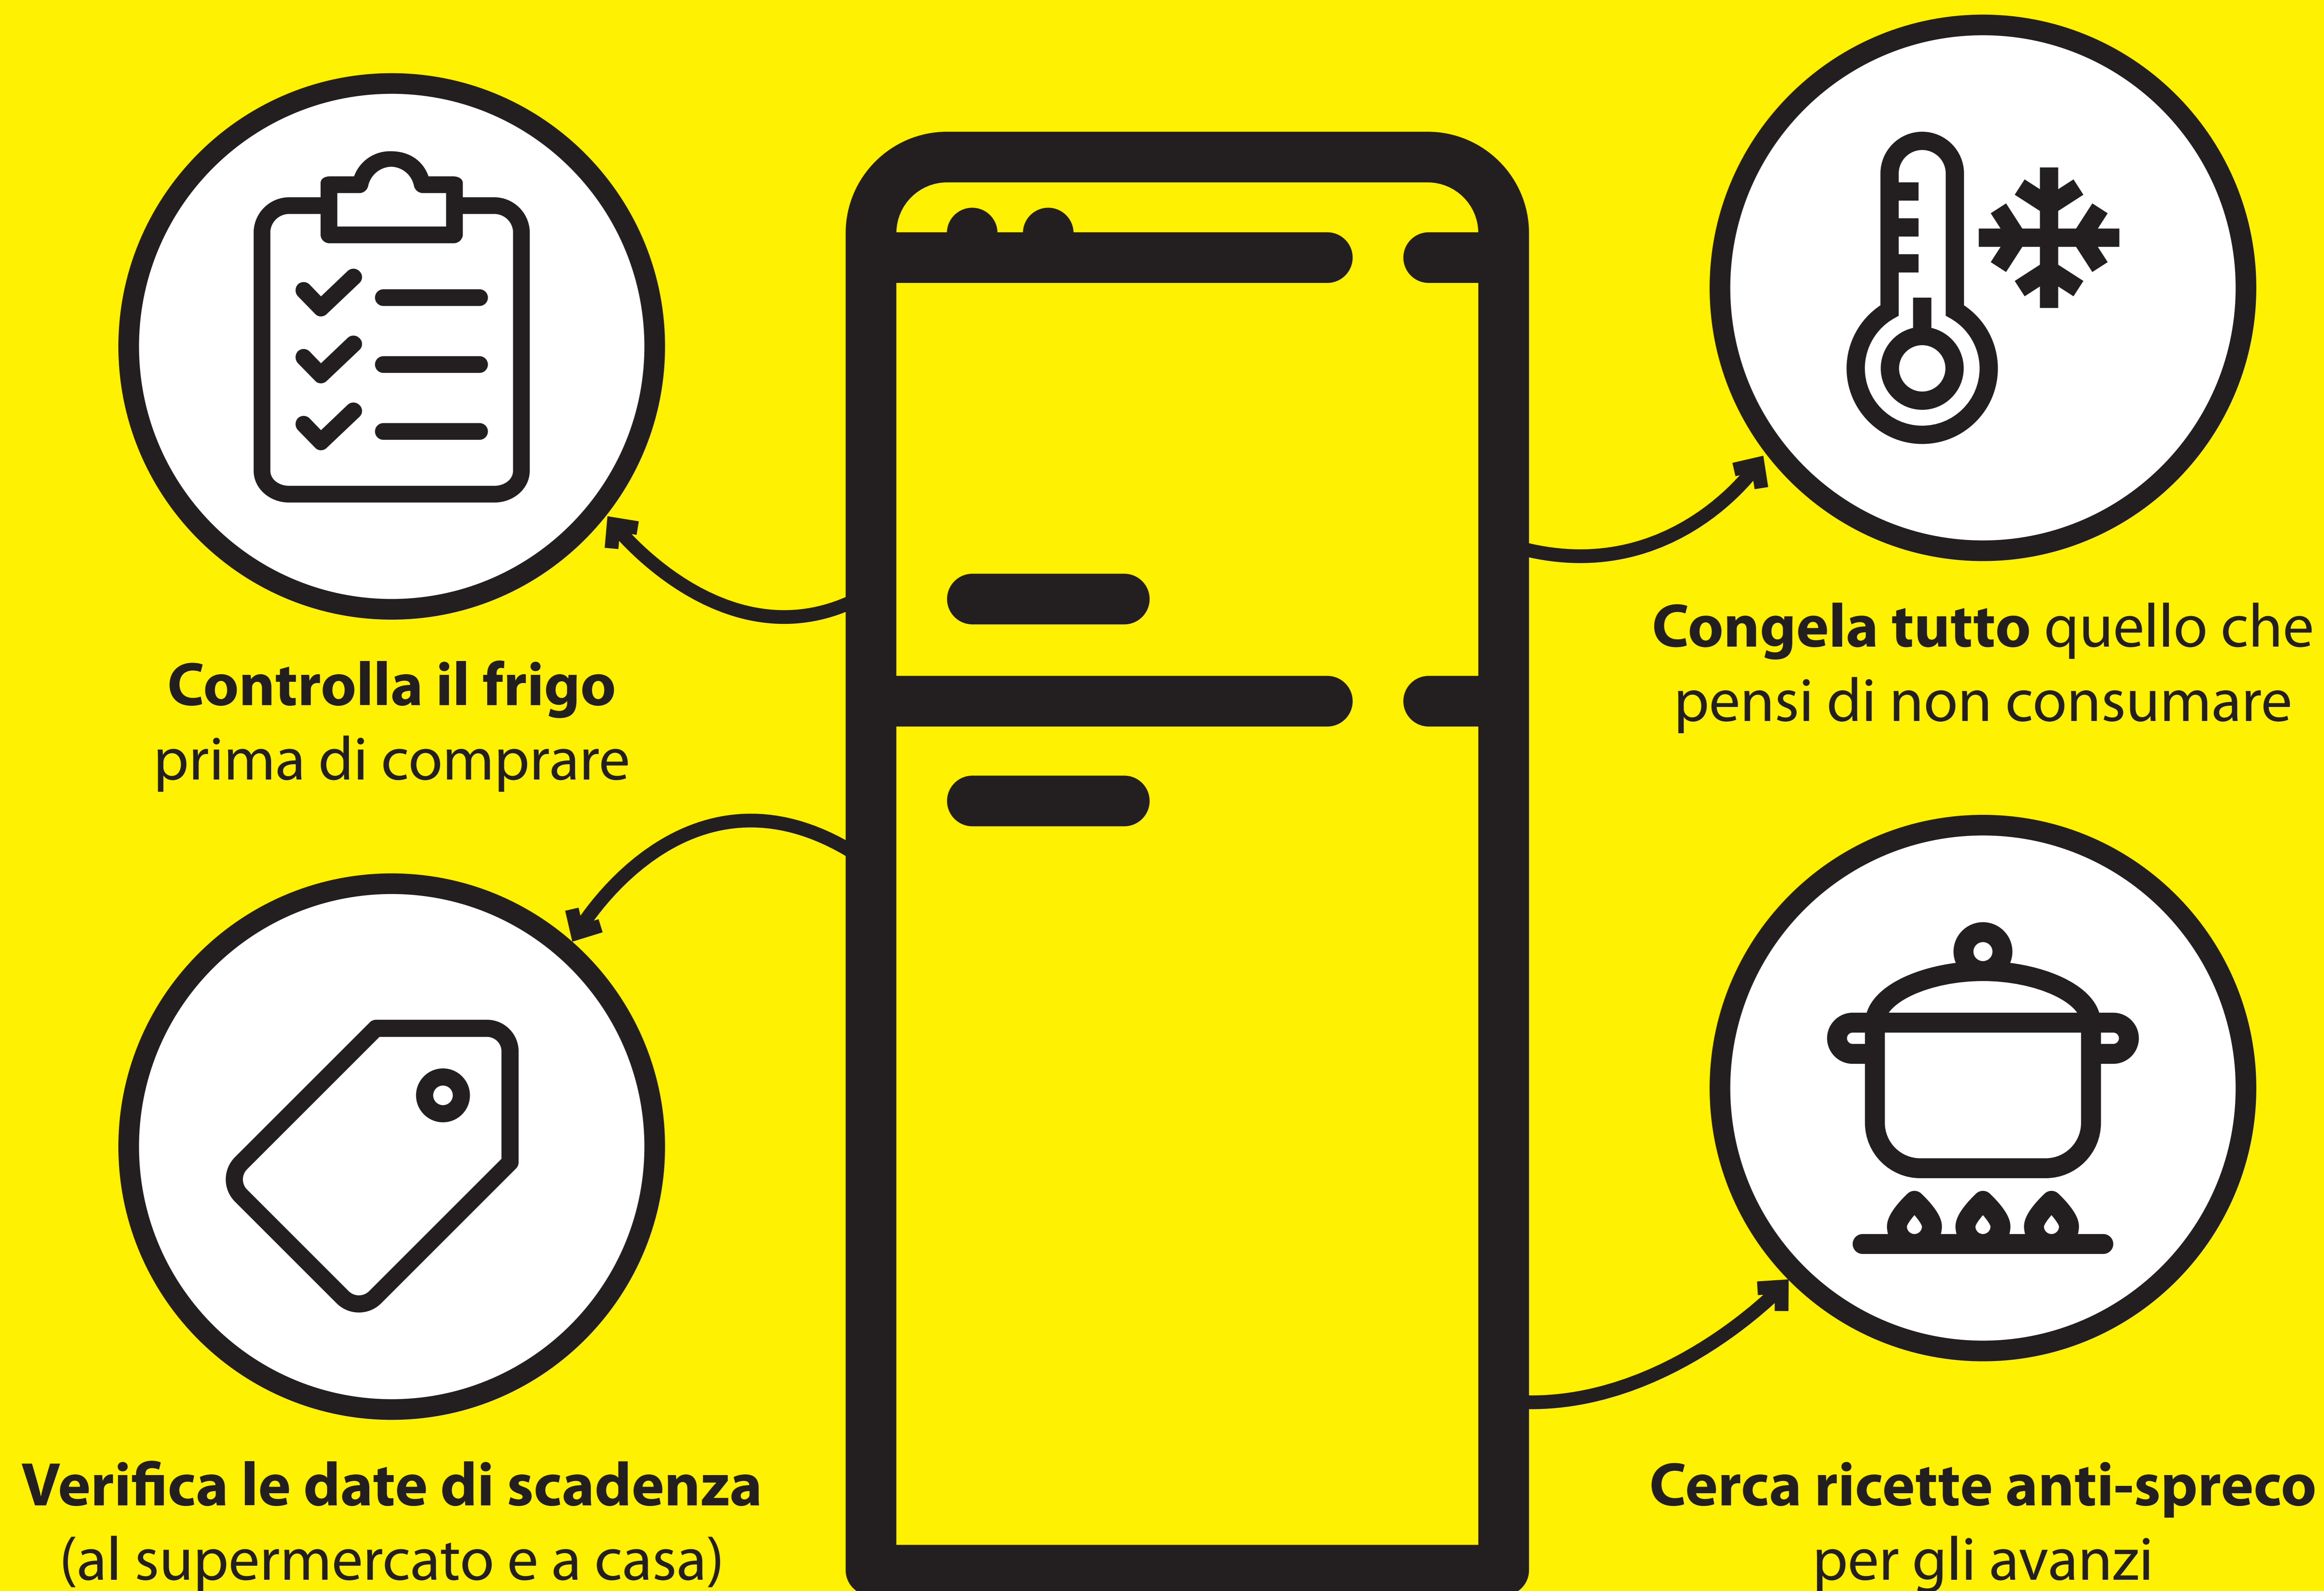 Controlla il frigo
prima di comprare
Congela tutto quello che
pensi di non consumare
Verifica le date di scadenza
(al supermercato e a casa)
Cerca ricette anti-spreco
per gli avanzi